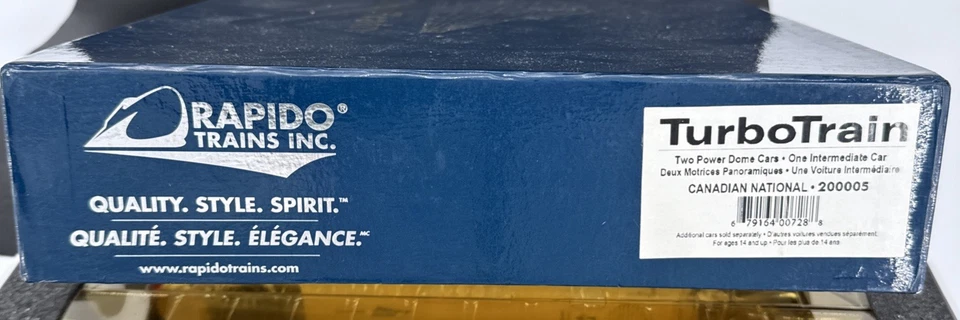 RAPIDO®
TRAINS INC.
QUALITY. STYLE. SPIRIT.™
QUALITÉ. STYLE. ÉLÉGANCE.MC
www.rapidotrains.com
TurboTrain
Two Power Dome Cars • One Intermediate Car
Deux Motrices Panoramiques • Une Voiture Intermédiaire
CANADIAN NATIONAL • 200005
6 79164 00728 8
Additional cars sold separately • D'autres voitures vendues séparément.
For ages 14 and up • Pour les plus de 14 ans